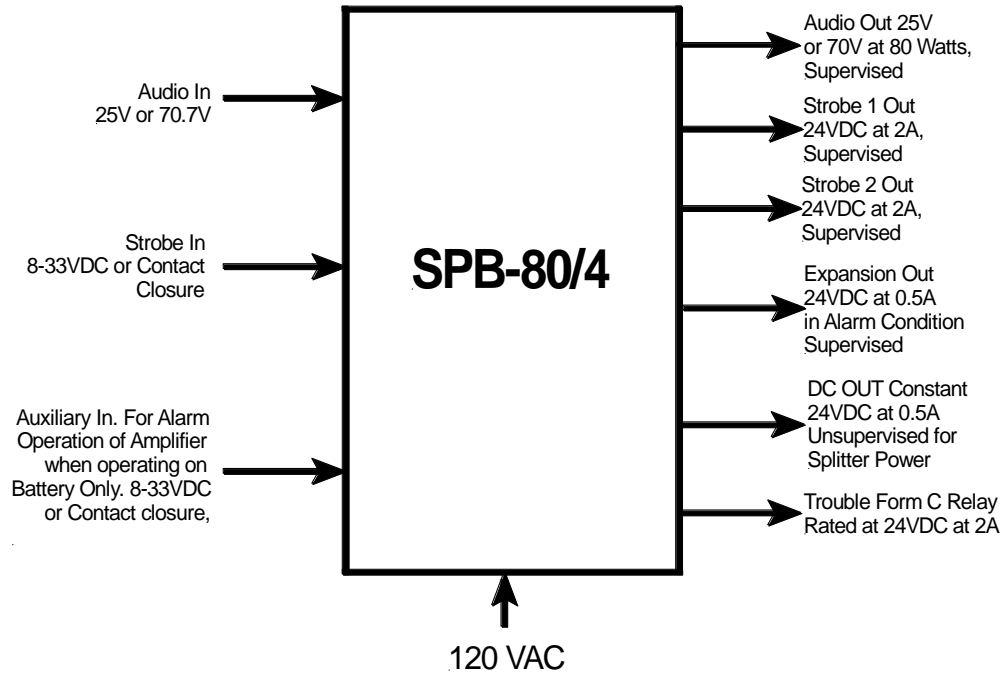 Audio In
25V or 70.7V
Strobe In
8-33VDC or Contact
Closure
Auxiliary In. For Alarm
Operation of Amplifier
when operating on
Battery Only. 8-33VDC
or Contact closure,
SPB-80/4
Audio Out 25V
or 70V at 80 Watts,
Supervised
Strobe 1 Out
24VDC at 2A,
Supervised
Strobe 2 Out
24VDC at 2A,
Supervised
Expansion Out
24VDC at 0.5A
in Alarm Condition
Supervised
DC OUT Constant
24VDC at 0.5A
Unsupervised for
Splitter Power
Trouble Form C Relay
Rated at 24VDC at 2A
120 VAC